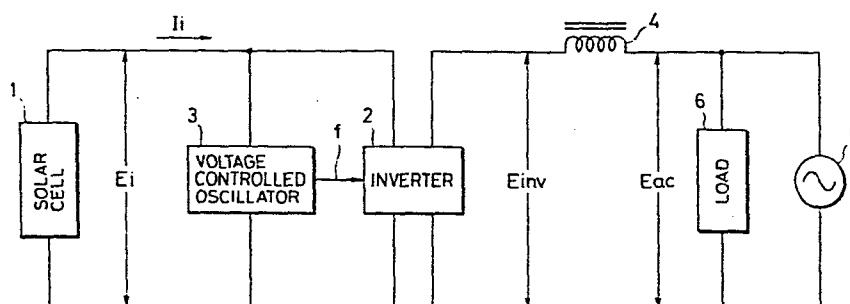 Ii
4
1
SOLAR
CELL
Ei
3
VOLTAGE
CONTROLLED
OSCILLATOR
f
2
INVERTER
Einv
Eac
6
LOAD